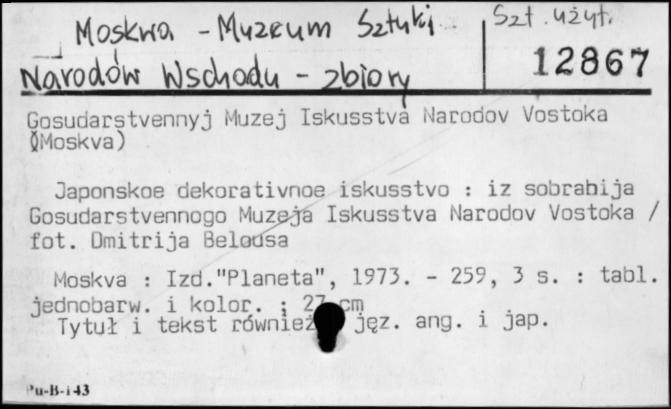 Moskwa - Muzeum Sztuki
Szt. użyt.
Narodów Wschodu - zbiory
12867
Gosudarstvennyj Muzej Iskusstva Narodov Vostoka
(Moskva)
Japonskoe dekorativnoe iskusstvo : iz sobrahija
Gosudarstvennogo Muzeja Iskusstva Narodov Vostoka /
fot. Dmitrija Belousa
Moskva : Izd."Planeta", 1973. - 259, 3 s. : tabl.
jednobarw. i kolor. ; 27 cm
Tytuł i tekst również jęz. ang. i jap.
Pu-B-i43